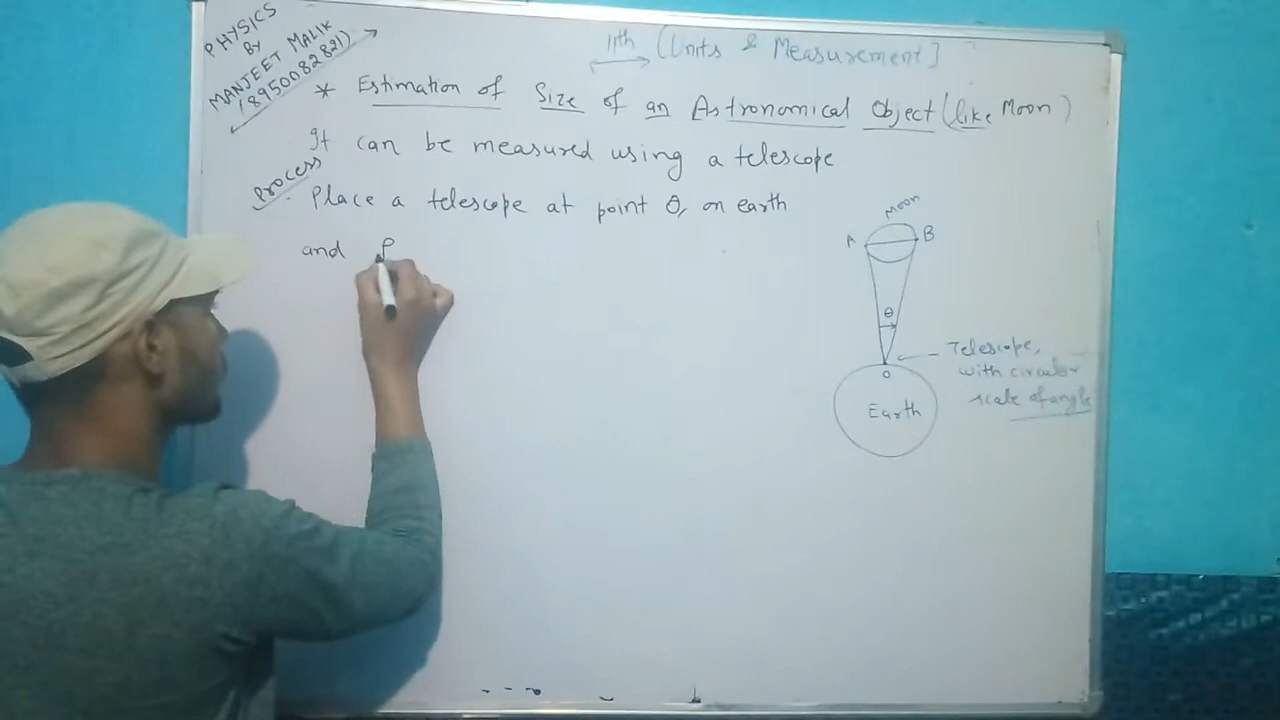 PHYSICS
By
MANJEET MALIK
(8950082821)
11th (Units & Measurement]
* Estimation of Size of an Astronomical Object (like Moon)
It can be measured using a telescope
Process
. Place a telescope at point O, on earth
and P
Moon
A B
θ
Telescope,
with circular
scale of angle
O
Earth